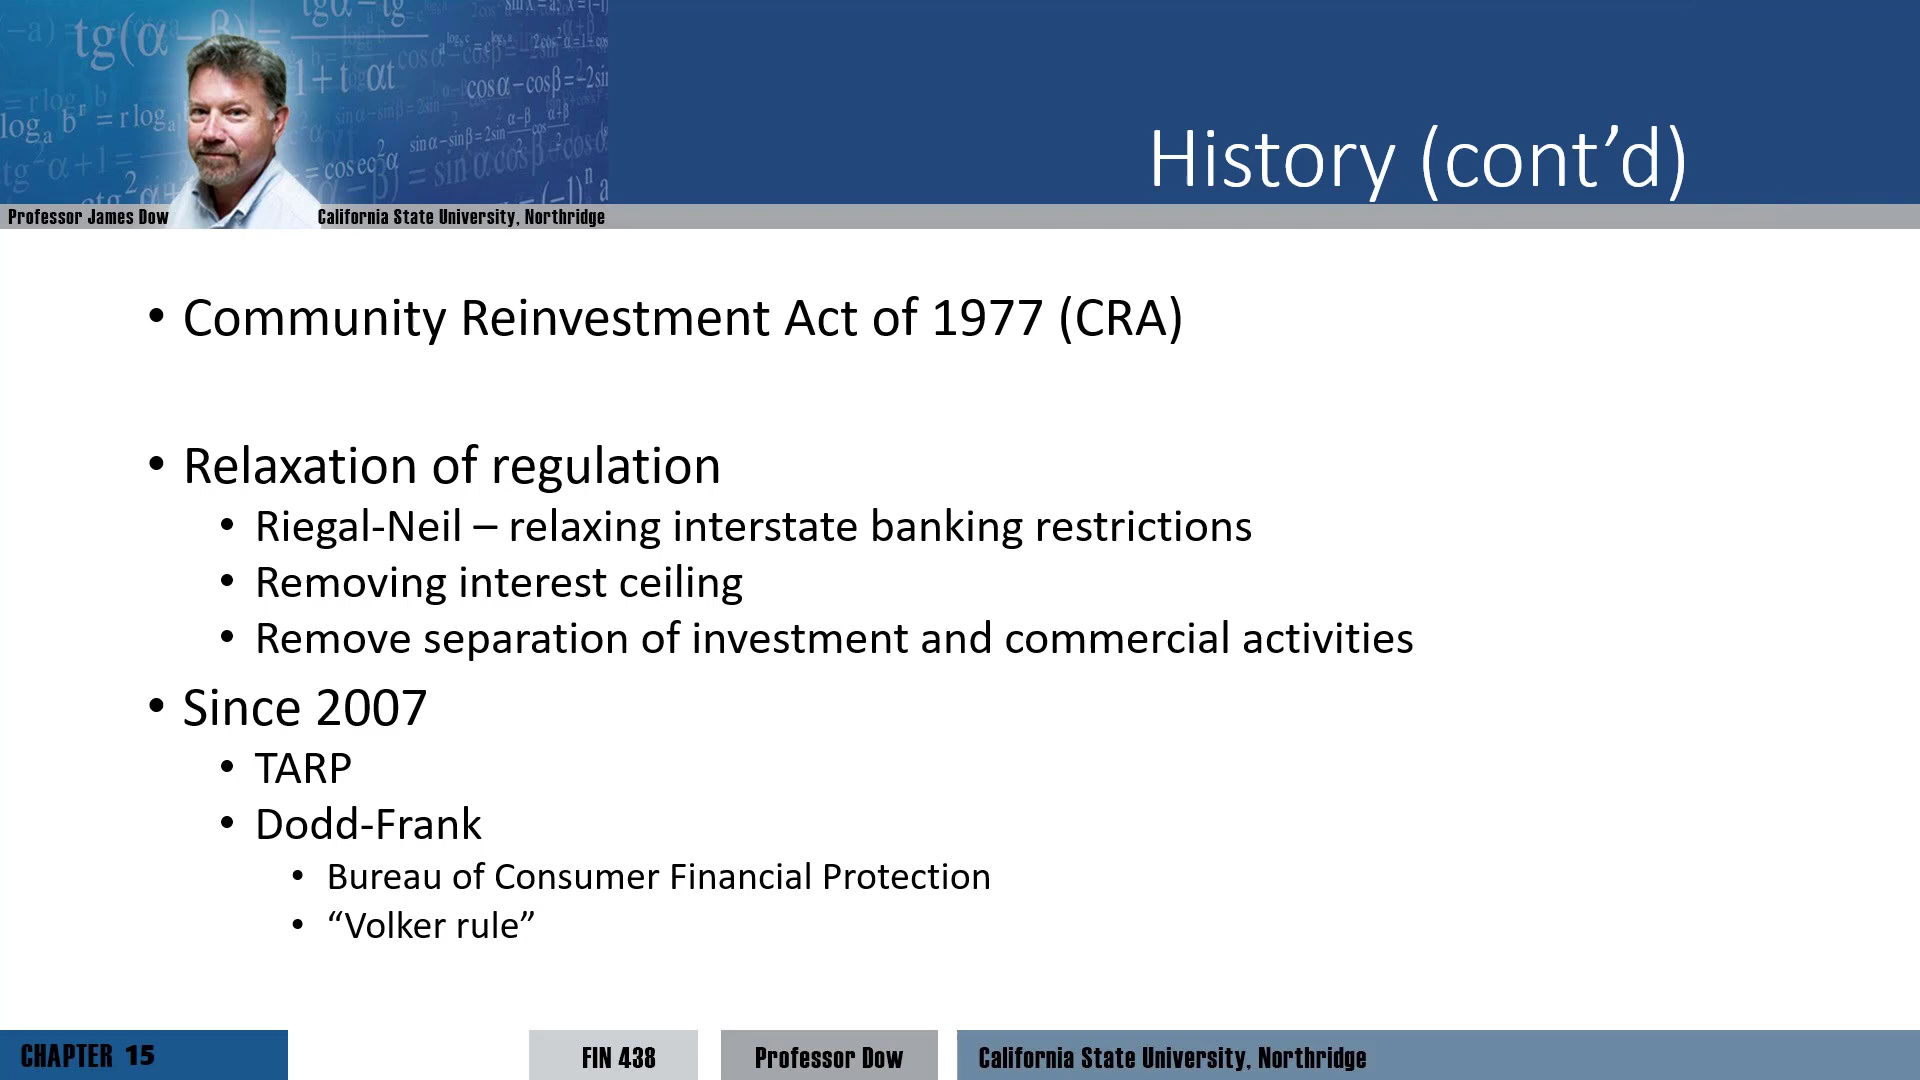 History (cont’d)
Professor James Dow
California State University, Northridge
• Community Reinvestment Act of 1977 (CRA)
• Relaxation of regulation
• Riegal-Neil – relaxing interstate banking restrictions
• Removing interest ceiling
• Remove separation of investment and commercial activities
• Since 2007
• TARP
• Dodd-Frank
• Bureau of Consumer Financial Protection
• “Volker rule”
CHAPTER 15
FIN 438
Professor Dow
California State University, Northridge